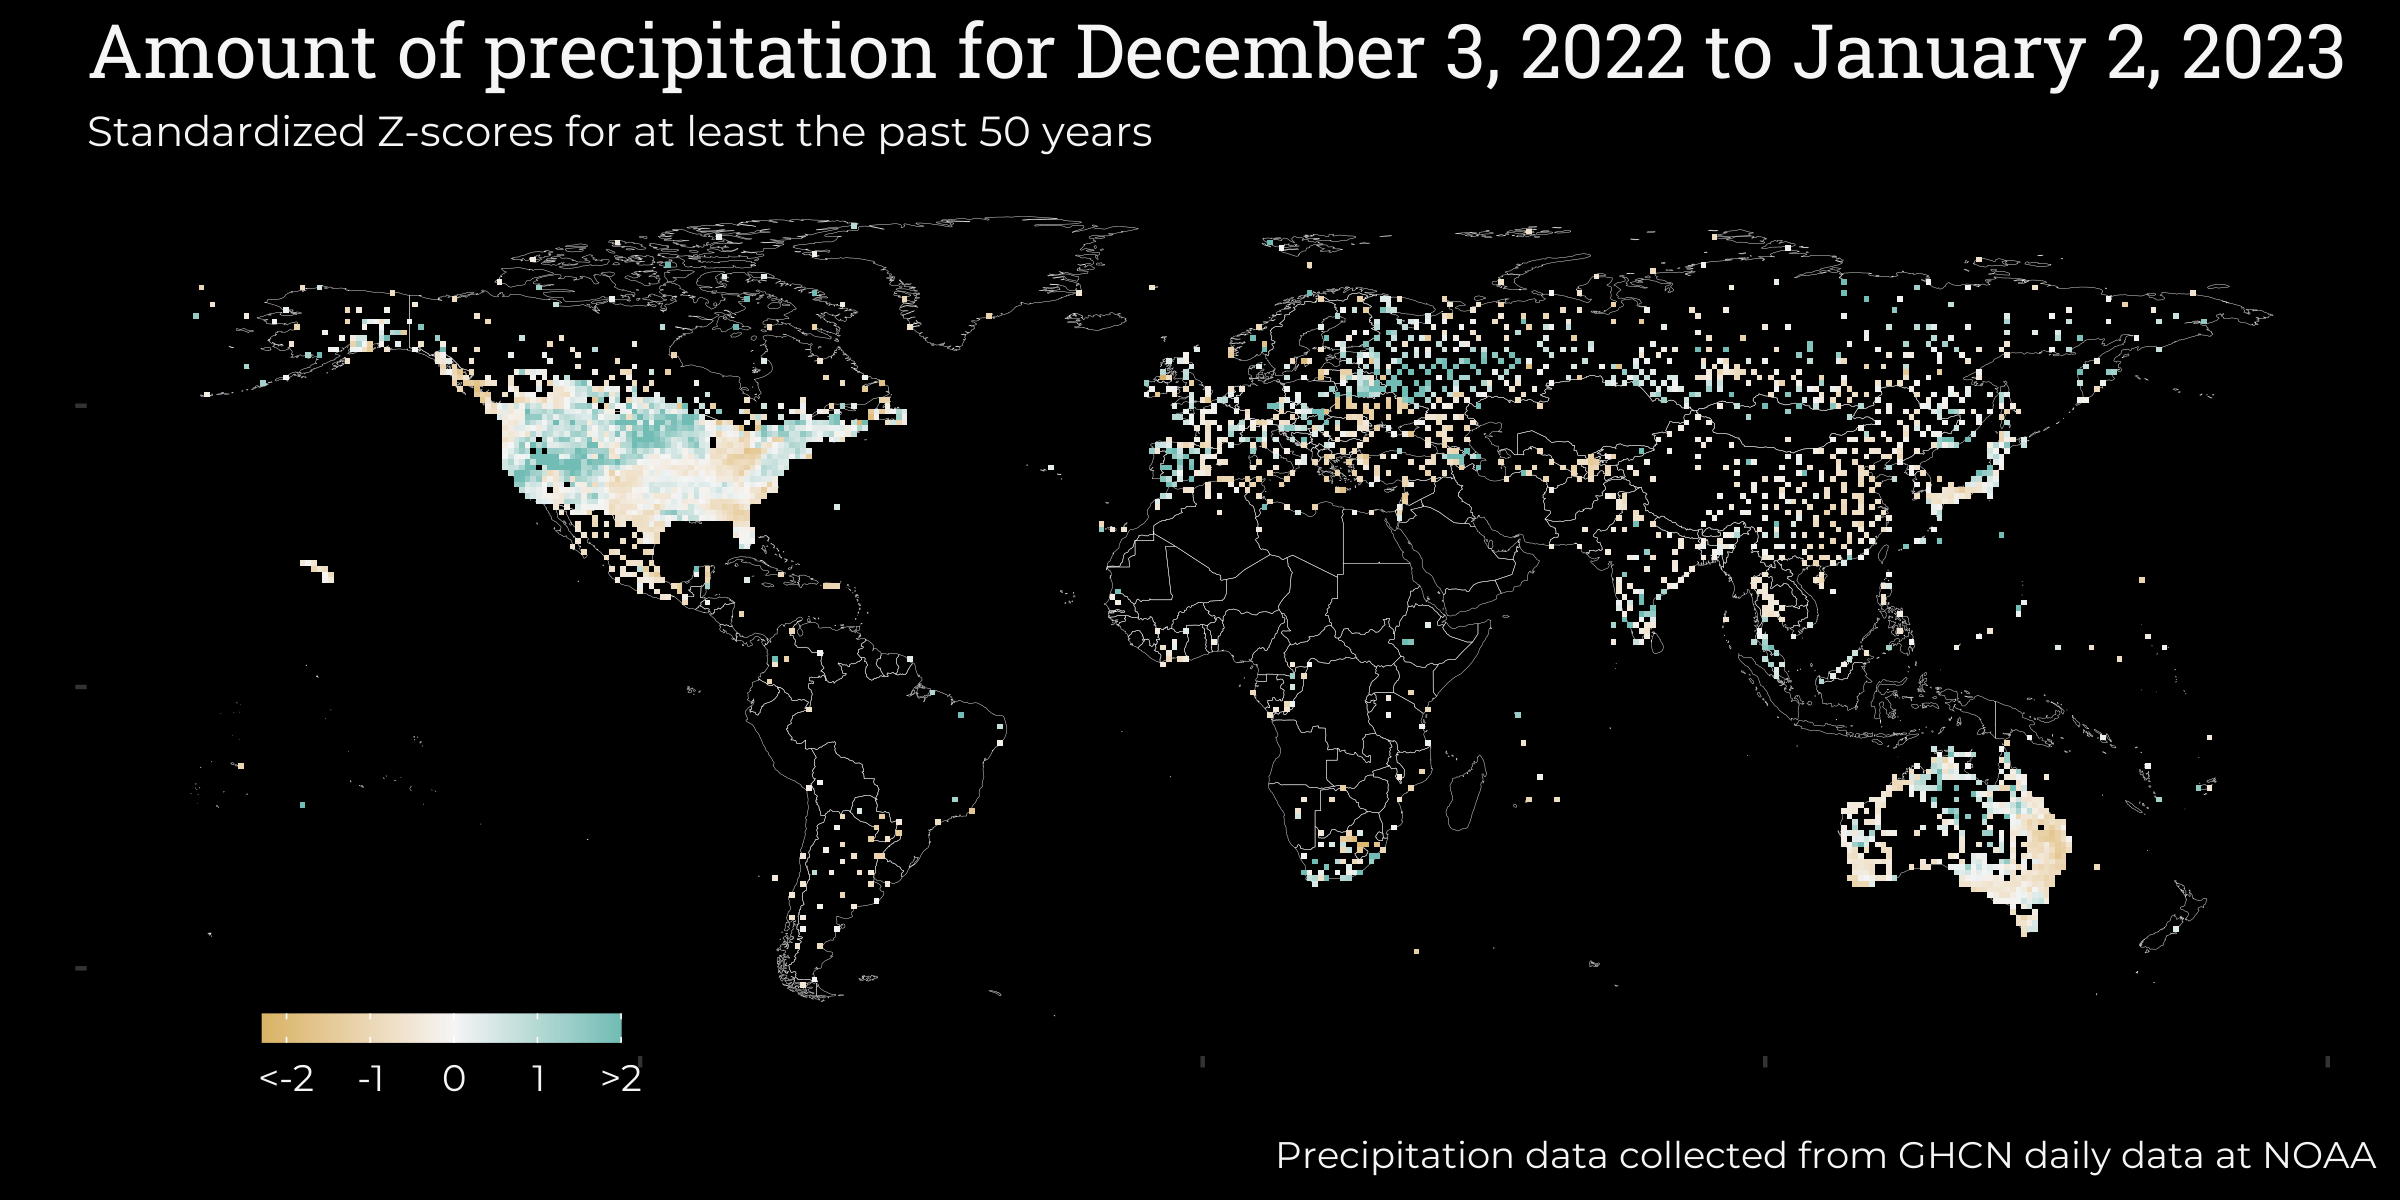 Amount of precipitation for December 3, 2022 to January 2, 2023
Standardized Z-scores for at least the past 50 years
<-2 -1 0 1 >2
Precipitation data collected from GHCN daily data at NOAA